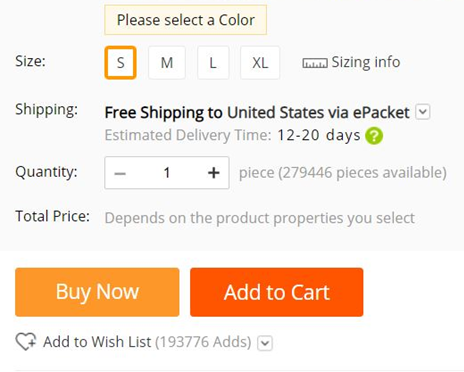 Please select a Color
Size: S M L XL Sizing info
Shipping: Free Shipping to United States via ePacket
Estimated Delivery Time: 12-20 days ?
Quantity: − 1 + piece (279446 pieces available)
Total Price: Depends on the product properties you select
Buy Now Add to Cart
Add to Wish List (193776 Adds)